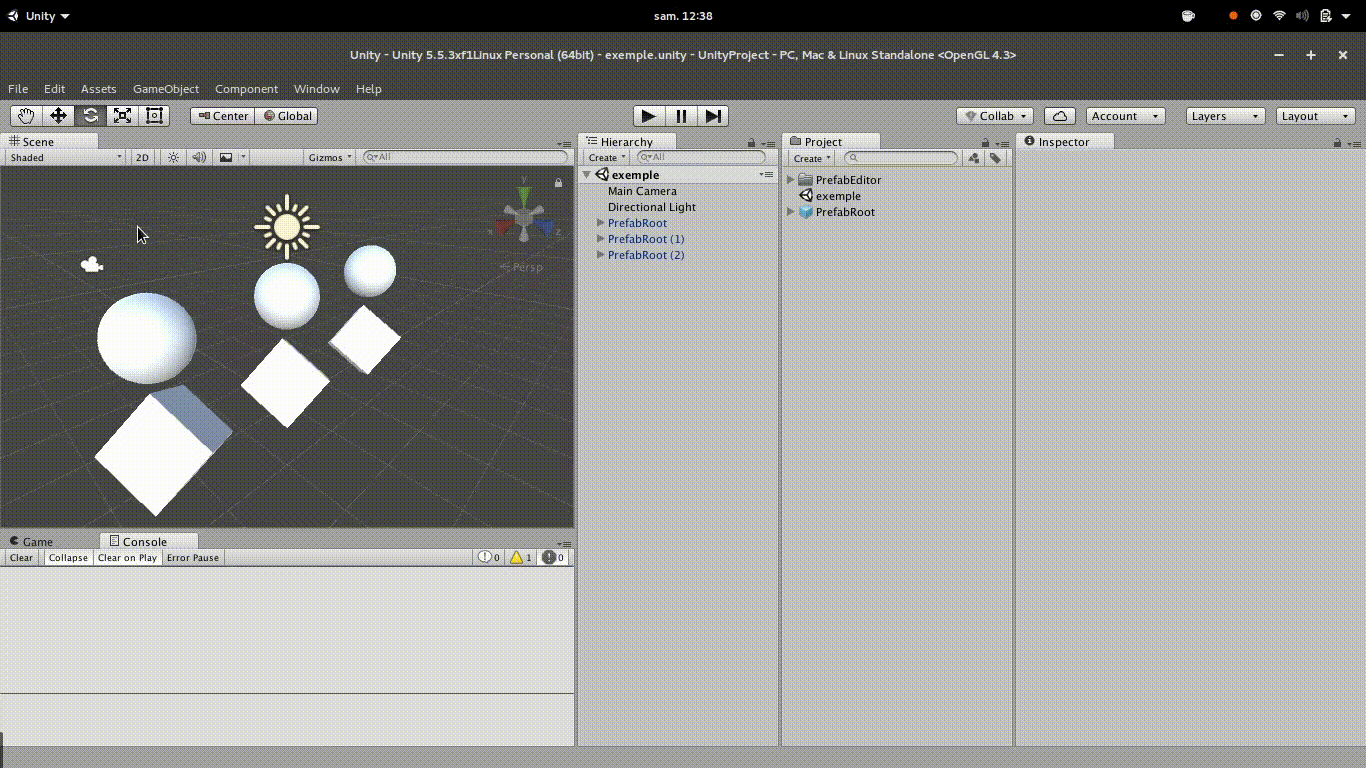 Unity
sam. 12:38
Unity - Unity 5.5.3xf1Linux Personal (64bit) - exemple.unity - UnityProject - PC, Mac & Linux Standalone <OpenGL 4.3>
File Edit Assets GameObject Component Window Help
Center Global Collab Account Layers Layout
Scene
Shaded 2D Gizmos All
Y
x
z
Persp
Hierarchy
Create All
exemple
Main Camera
Directional Light
PrefabRoot
PrefabRoot (1)
PrefabRoot (2)
Project
Create
PrefabEditor
exemple
PrefabRoot
Inspector
Game Console
Clear Collapse Clear on Play Error Pause 0 1 0